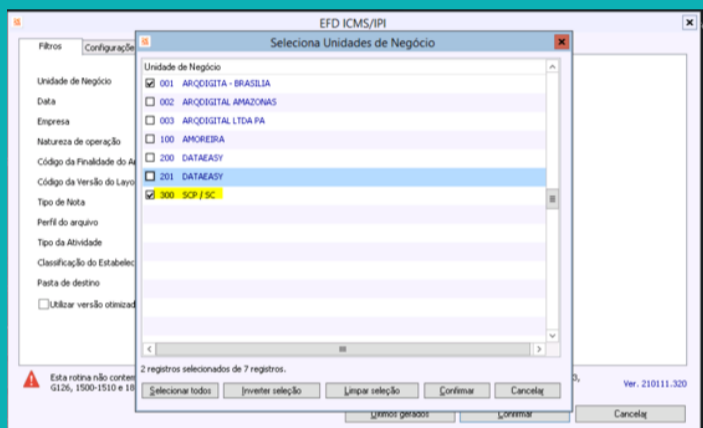 EFD ICMS/IPI
Filtros
Seleciona Unidades de Negócio
Unidade de Negócio
001 ARQDIGITA - BRASILIA
002 ARQDIGITAL AMAZONAS
003 ARQDIGITAL LTDA PA
100 AMOREIRA
200 DATAEASY
201 DATAEASY
300 SCP / SC
2 registros selecionados de 7 registros.
Selecionar todos Inverter seleção Limpar seleção Confirmar Cancelar
Unidade de Negócio
Data
Empresa
Natureza de operação
Código da Finalidade do
Código da Versão do Layo
Tipo de Nota
Perfil do arquivo
Tipo da Atividade
Classificação do Estabelec
Pasta de destino
Utilizar versão otimizad
Esta rotina não contem
G126, 1500-1510 e 18
Ver. 210111.320
Últimos gerados Confirmar Cancelar